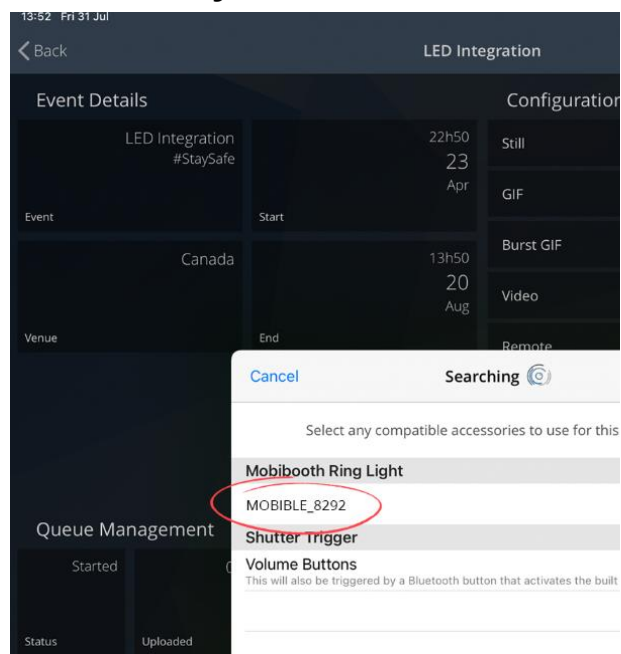 13:52 Fri 31 Jul
Back
LED Integration
Event Details
Configuration
LED Integration
#StaySafe
Event
22h50
23
Apr
Start
Still
GIF
Burst GIF
Video
Remote
Canada
Venue
13h50
20
Aug
End
Cancel
Searching
Select any compatible accessories to use for this
Mobibooth Ring Light
MOBIBLE_8292
Shutter Trigger
Volume Buttons
This will also be triggered by a Bluetooth button that activates the built
Queue Management
Started
Status
Uploaded